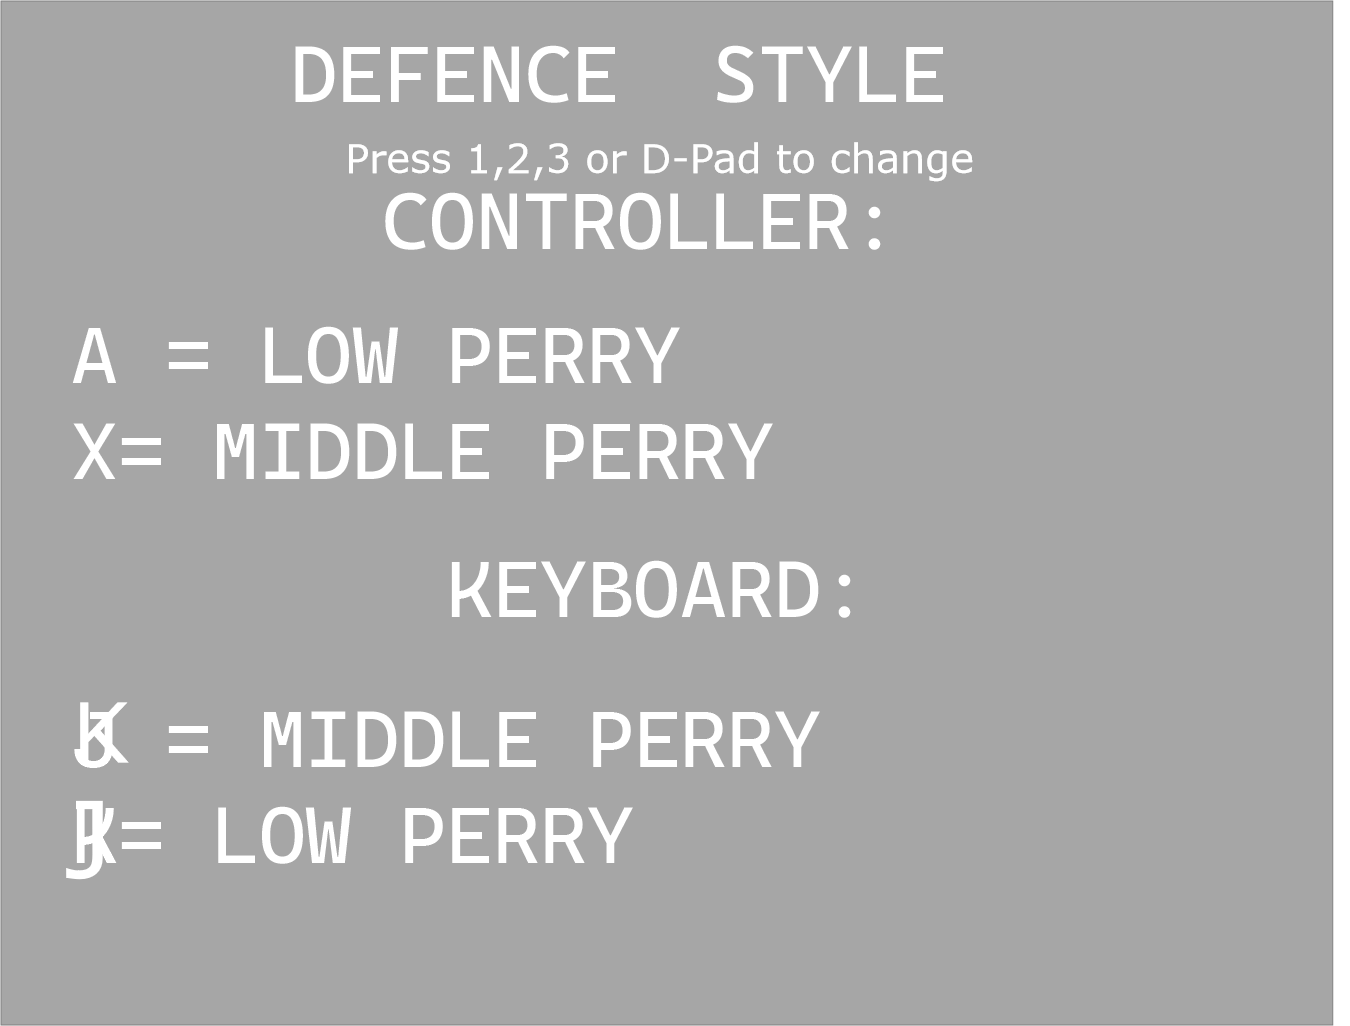 DEFENCE STYLE
Press 1,2,3 or D-Pad to change
CONTROLLER:
A = LOW PERRY
X= MIDDLE PERRY
KEYBOARD:
= MIDDLE PERRY
= LOW PERRY